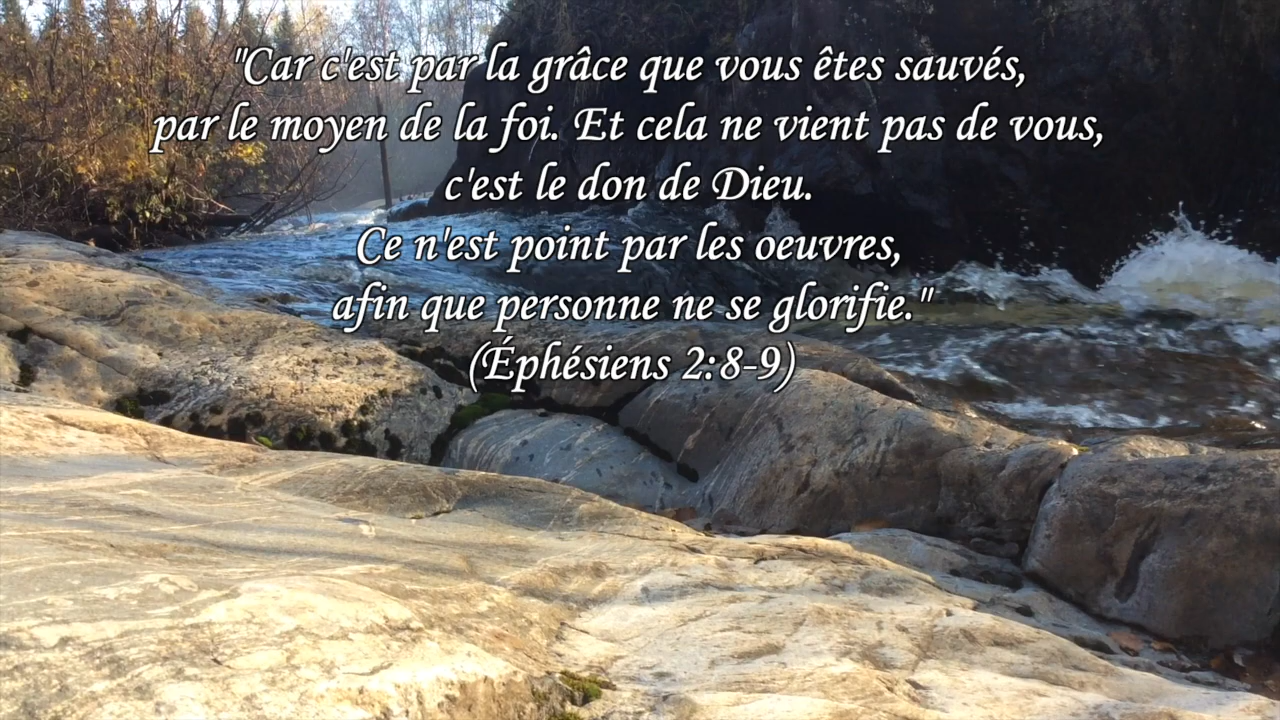 "Car c'est par la grâce que vous êtes sauvés,
par le moyen de la foi. Et cela ne vient pas de vous,
c'est le don de Dieu.
Ce n'est point par les oeuvres,
afin que personne ne se glorifie."
(Éphésiens 2:8-9)